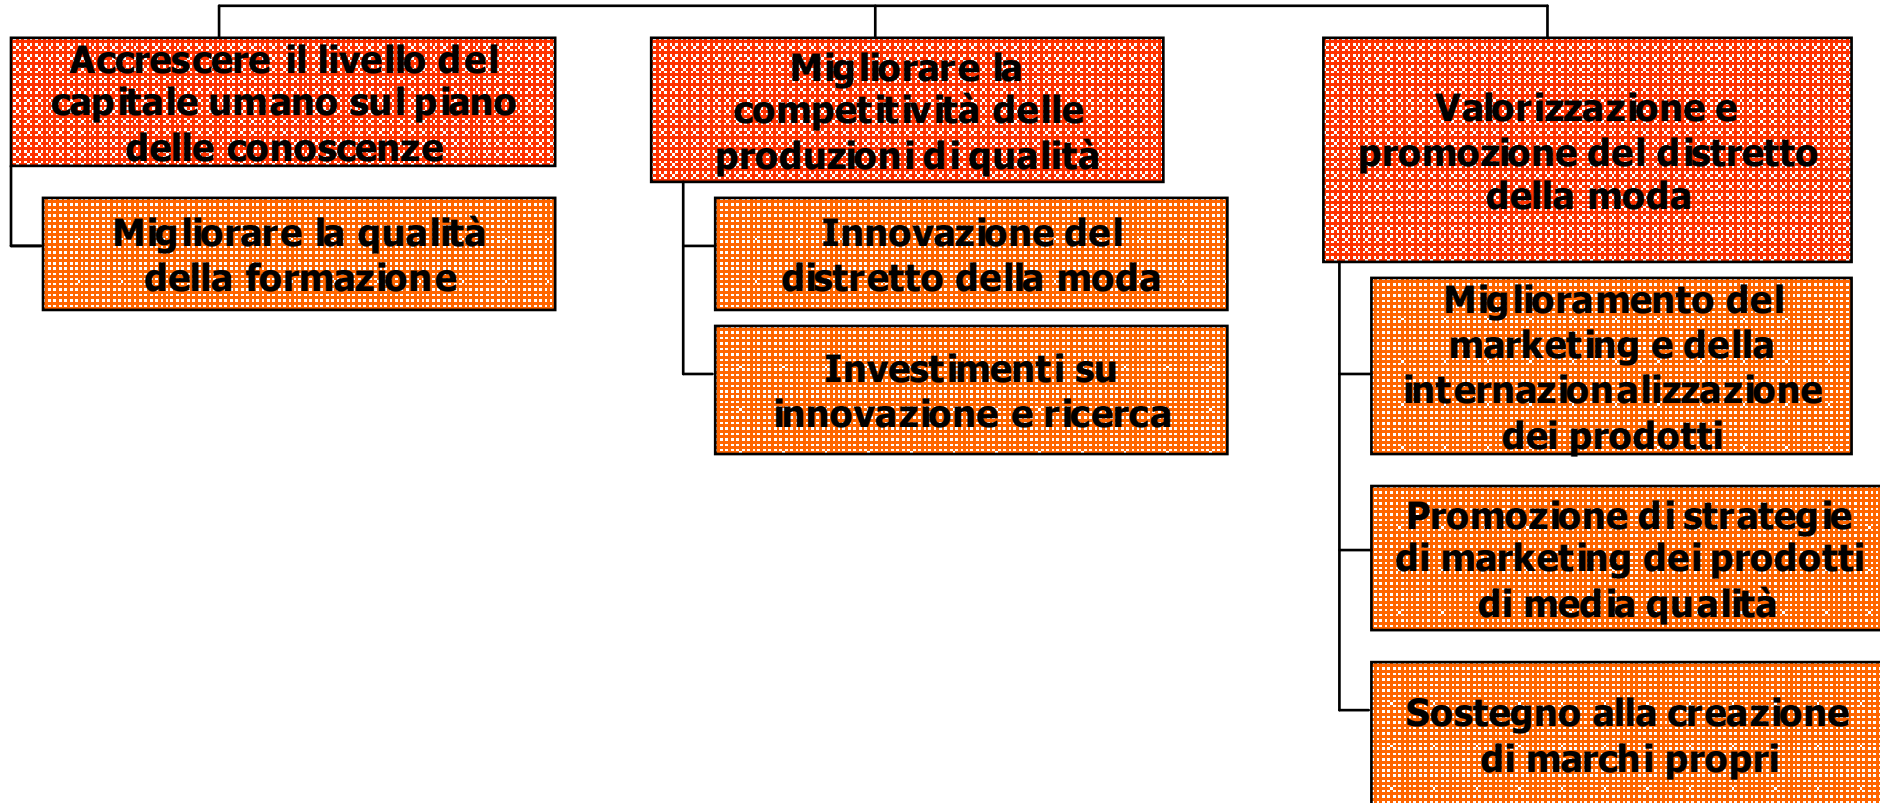 Accrescere il livello del
capitale umano sul piano
delle conoscenze
Migliorare la qualità
della formazione
Migliorare la
competitività delle
produzioni di qualità
Innovazione del
distretto della moda
Investimenti su
innovazione e ricerca
Valorizzazione e
promozione del distretto
della moda
Miglioramento del
marketing e della
internazionalizzazione
dei prodotti
Promozione di strategie
di marketing dei prodotti
di media qualità
Sostegno alla creazione
di marchi propri